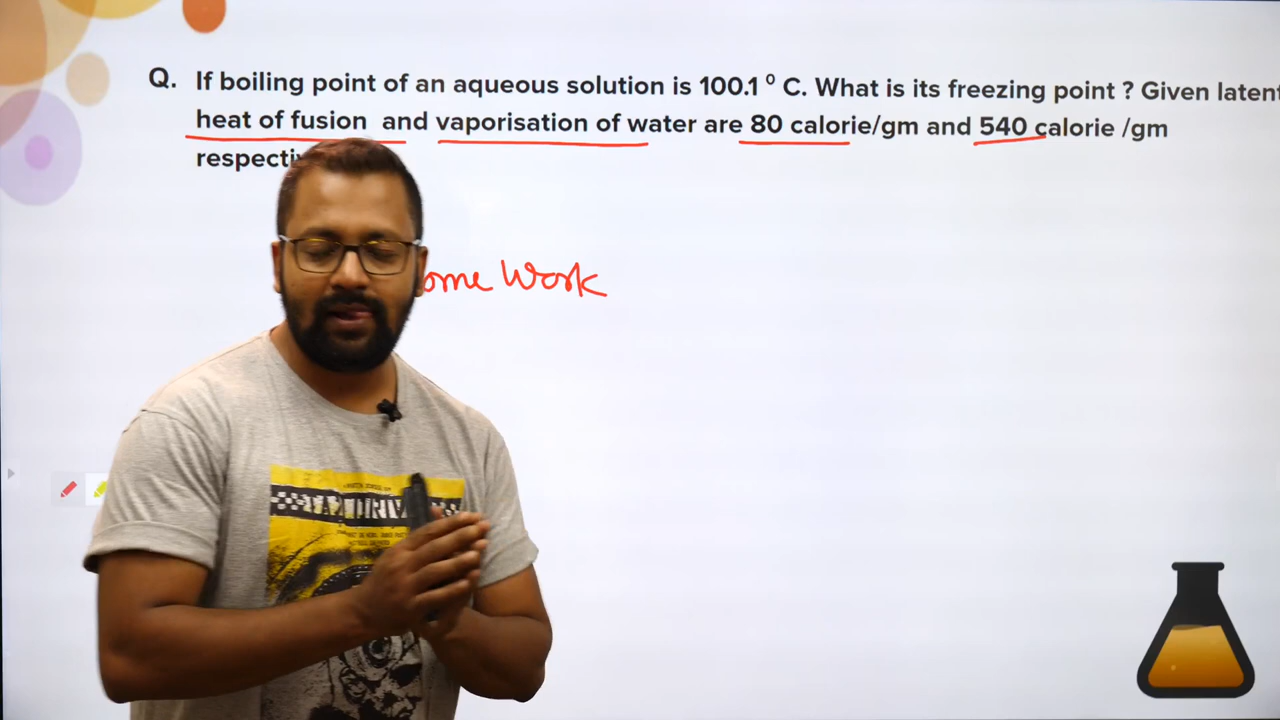 Q. If boiling point of an aqueous solution is 100.1 ⁰ C. What is its freezing point ? Given latent
heat of fusion and vaporisation of water are 80 calorie/gm and 540 calorie /gm
Work